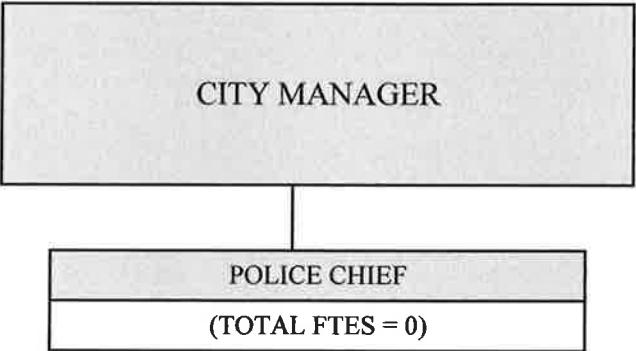 CITY MANAGER
POLICE CHIEF
(TOTAL FTES = 0)